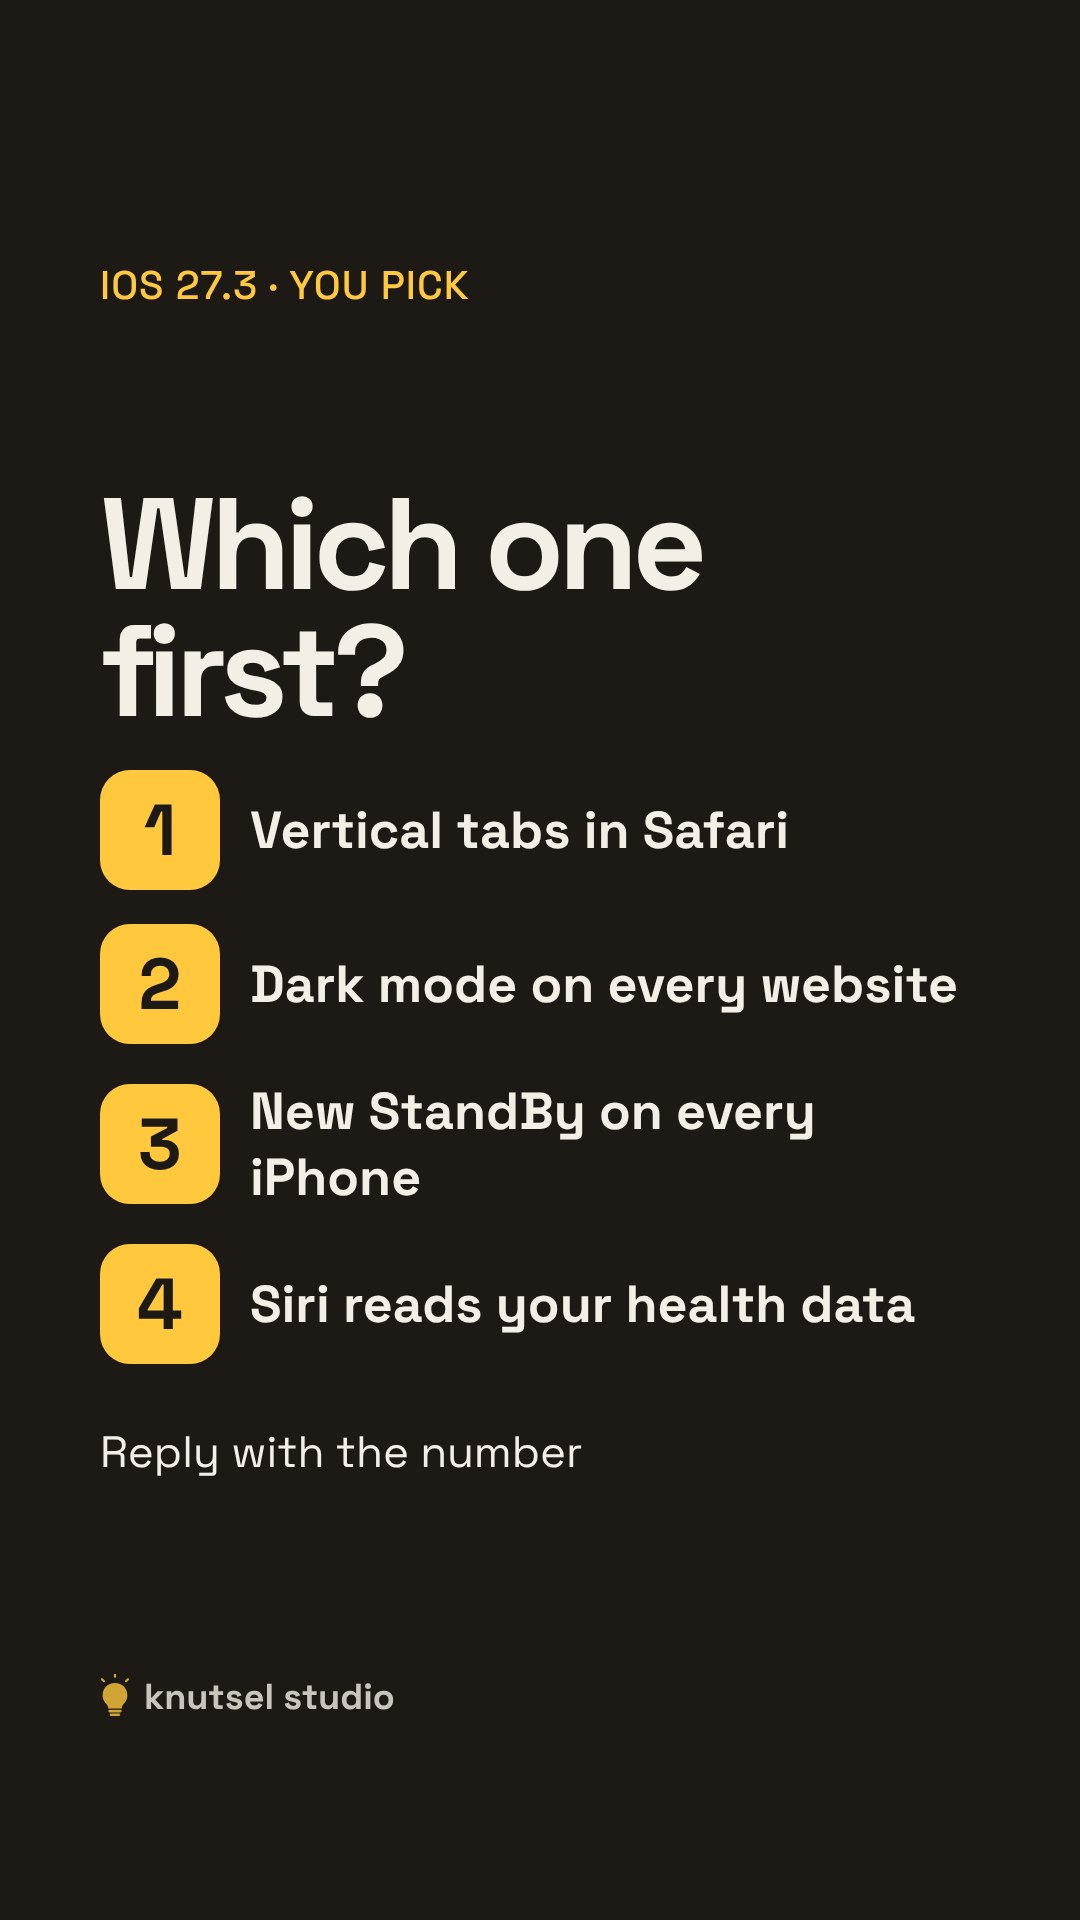 IOS 27.3 · YOU PICK
Which one
first?
1 Vertical tabs in Safari
2 Dark mode on every website
3 New StandBy on every
iPhone
4 Siri reads your health data
Reply with the number
knutsel studio